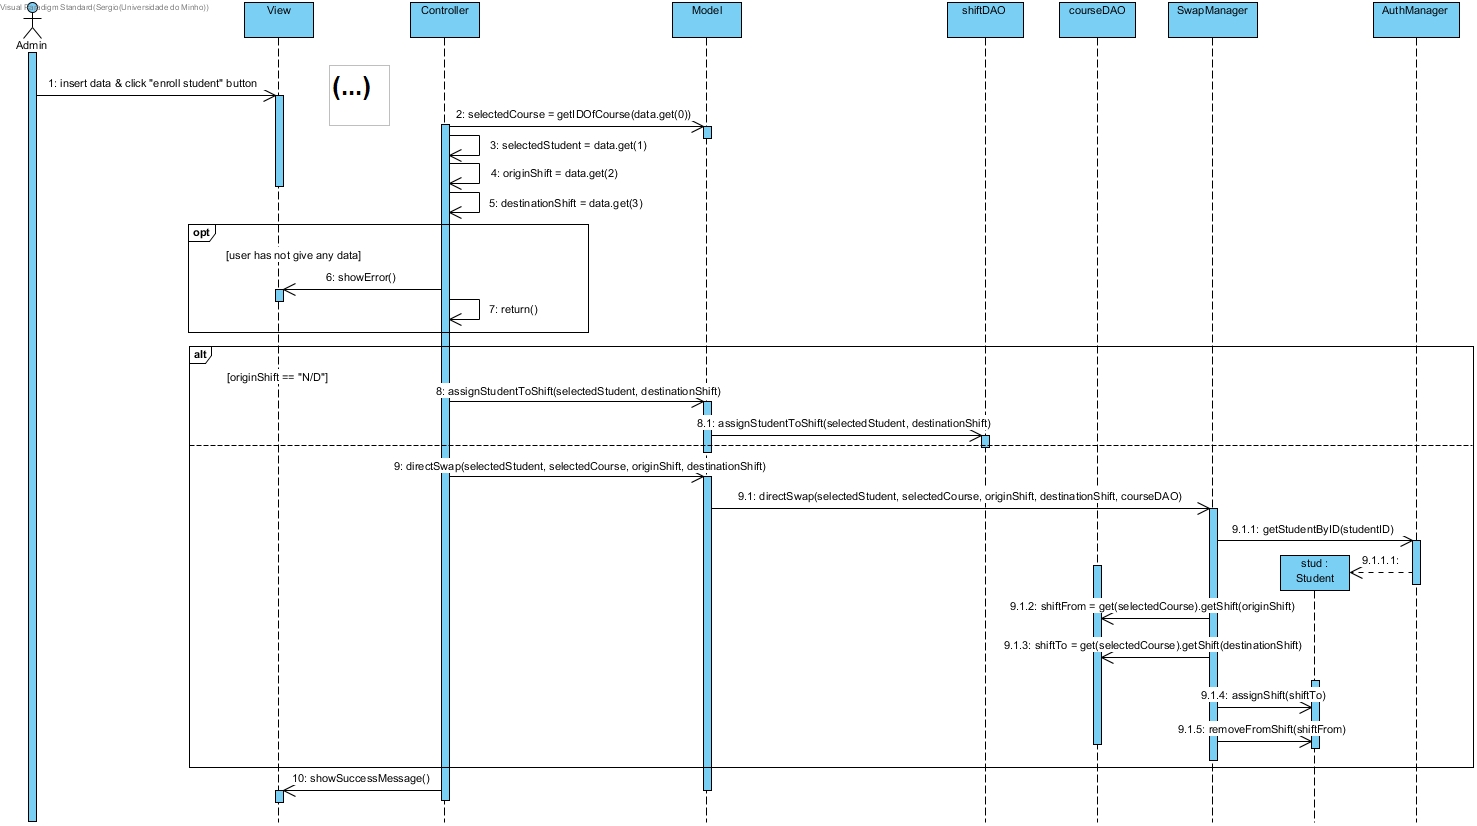 Visual Paradigm Standard(Sergio(Universidade do Minho))
Admin
View
Controller
Model
shiftDAO
courseDAO
SwapManager
AuthManager
1: insert data & click "enroll student" button
(...)
2: selectedCourse = getIDOfCourse(data.get(0))
3: selectedStudent = data.get(1)
4: originShift = data.get(2)
5: destinationShift = data.get(3)
opt
[user has not give any data]
6: showError()
7: return()
alt
[originShift == "N/D"]
8: assignStudentToShift(selectedStudent, destinationShift)
8.1: assignStudentToShift(selectedStudent, destinationShift)
9: directSwap(selectedStudent, selectedCourse, originShift, destinationShift)
9.1: directSwap(selectedStudent, selectedCourse, originShift, destinationShift, courseDAO)
9.1.1: getStudentByID(studentID)
9.1.1.1:
stud :
Student
9.1.2: shiftFrom = get(selectedCourse).getShift(originShift)
9.1.3: shiftTo = get(selectedCourse).getShift(destinationShift)
9.1.4: assignShift(shiftTo)
9.1.5: removeFromShift(shiftFrom)
10: showSuccessMessage()